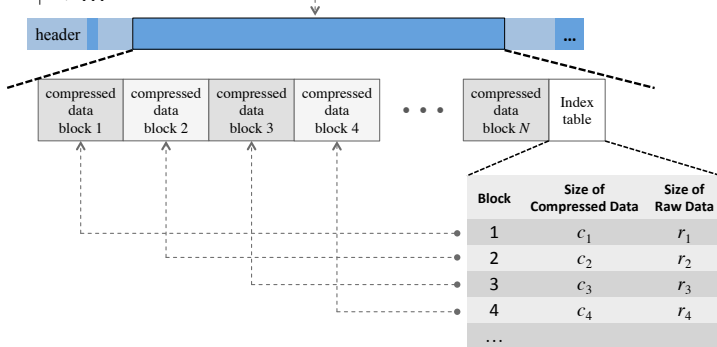 ...
header
...
compressed
data
block 1
compressed
data
block 2
compressed
data
block 3
compressed
data
block 4
• • •
compressed
data
block N
Index
table
Block Size of Compressed Data Size of Raw Data
1 c1 r1
2 c2 r2
3 c3 r3
4 c4 r4
...